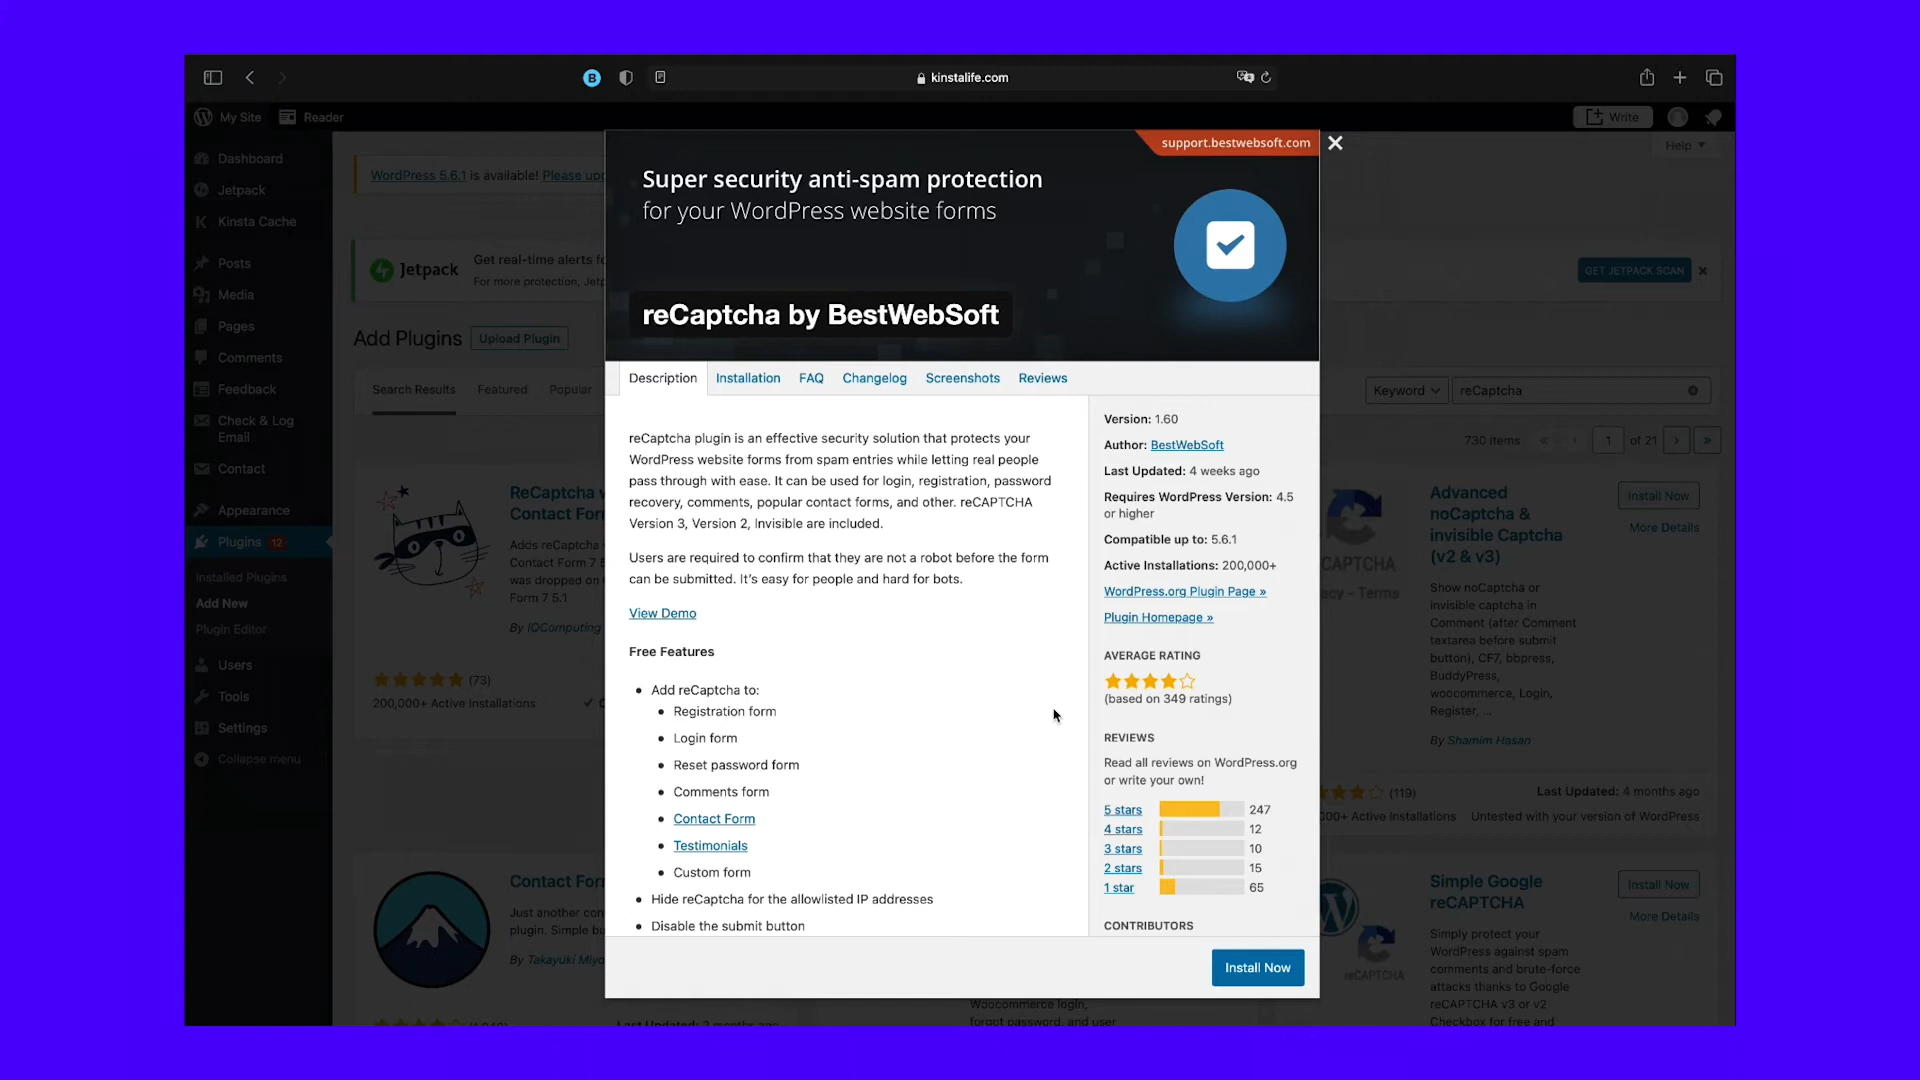 B
kinstalife.com
My Site
Reader
Write
Dashboard
Jetpack
Kinsta Cache
Posts
Media
Pages
Comments
Feedback
Check & Log
Email
Contact
Appearance
Plugins 12
Installed Plugins
Add New
Plugin Editor
Users
Tools
Settings
Collapse menu
Help
WordPress 5.6.1 is available! Please
Jetpack
Get real-time alerts
For more protection,
GET JETPACK SCAN
Add Plugins
Upload Plugin
Search Results
Featured
Popular
Keyword
reCaptcha
730 items
«
‹
1
of 21
›
»
ReCaptcha
Contact
Adds reCaptcha
Contact Form 7
was dropped on
Form 7 5.1
By IQComputing
(73)
200,000+ Active Installations
Contact
Just another
plugin. Simple
By Takayuki
support.bestwebsoft.com
Super security anti-spam protection
for your WordPress website forms
reCaptcha by BestWebSoft
Description
Installation
FAQ
Changelog
Screenshots
Reviews
reCaptcha plugin is an effective security solution that protects your
WordPress website forms from spam entries while letting real people
pass through with ease. It can be used for login, registration, password
recovery, comments, popular contact forms, and other. reCAPTCHA
Version 3, Version 2, Invisible are included.
Users are required to confirm that they are not a robot before the form
can be submitted. It's easy for people and hard for bots.
View Demo
Free Features
Add reCaptcha to:
Registration form
Login form
Reset password form
Comments form
Contact Form
Testimonials
Custom form
Hide reCaptcha for the allowlisted IP addresses
Disable the submit button
Version: 1.60
Author: BestWebSoft
Last Updated: 4 weeks ago
Requires WordPress Version: 4.5
or higher
Compatible up to: 5.6.1
Active Installations: 200,000+
WordPress.org Plugin Page »
Plugin Homepage »
AVERAGE RATING
(based on 349 ratings)
REVIEWS
Read all reviews on WordPress.org
or write your own!
5 stars 247
4 stars 12
3 stars 10
2 stars 15
1 star 65
CONTRIBUTORS
Install Now
Advanced
noCaptcha &
invisible Captcha
(v2 & v3)
Install Now
More Details
Show noCaptcha or
invisible captcha in
Comment (after Comment
textarea before submit
button), CF7, bbpress,
BuddyPress,
woocommerce, Login,
Register, ...
By Shamim Hasan
- Terms
(119)
Last Updated: 4 months ago
Active Installations
Untested with your version of WordPress
Simple Google
reCAPTCHA
Install Now
More Details
Simply protect your
WordPress against spam
comments and brute-force
attacks thanks to Google
reCAPTCHA v3 or v2
Checkbox for free and
reCAPTCHA
Woocommerce login,
forgot password, and user